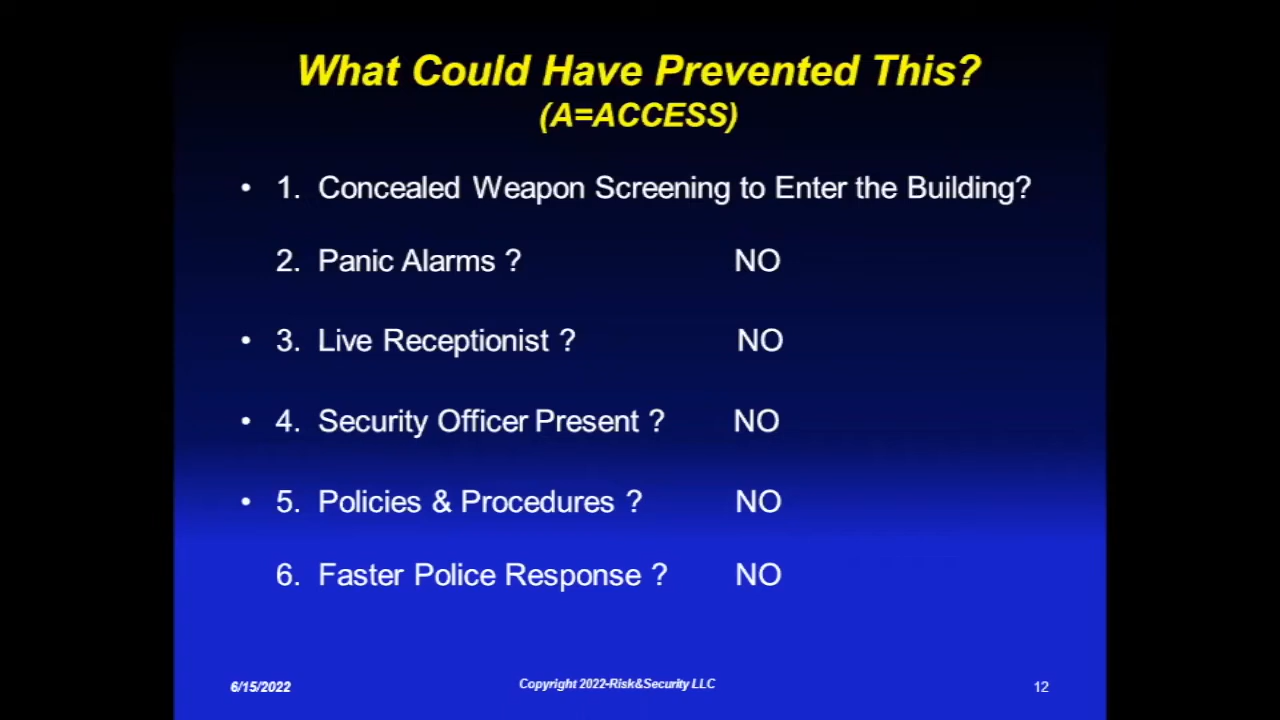 What Could Have Prevented This?
(A=ACCESS)
• 1. Concealed Weapon Screening to Enter the Building?
2. Panic Alarms ? NO
• 3. Live Receptionist ? NO
• 4. Security Officer Present ? NO
• 5. Policies & Procedures ? NO
6. Faster Police Response ? NO
6/15/2022 Copyright 2022-Risk&Security LLC 12